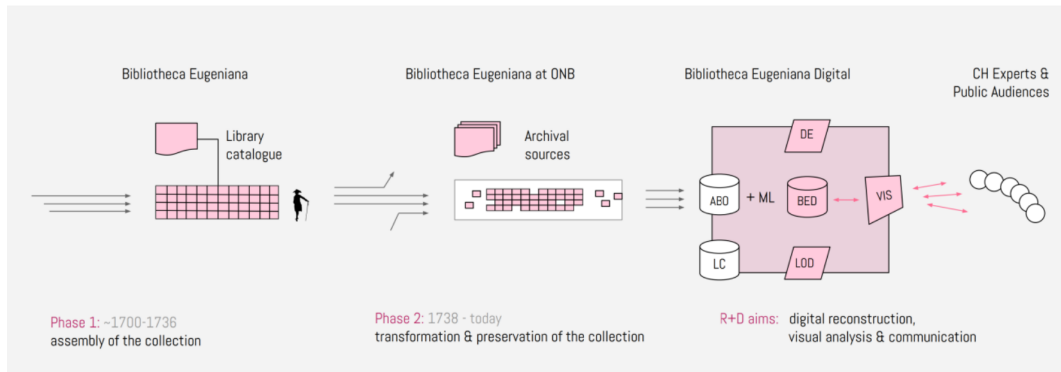 Bibliotheca Eugeniana
Bibliotheca Eugeniana at ONB
Bibliotheca Eugeniana Digital
CH Experts &
Public Audiences
Library
catalogue
Archival
sources
DE
ABO
+ ML
BED
VIS
LC
LOD
Phase 1: ~1700-1736
assembly of the collection
Phase 2: 1738 - today
transformation & preservation of the collection
R+D aims: digital reconstruction,
visual analysis & communication